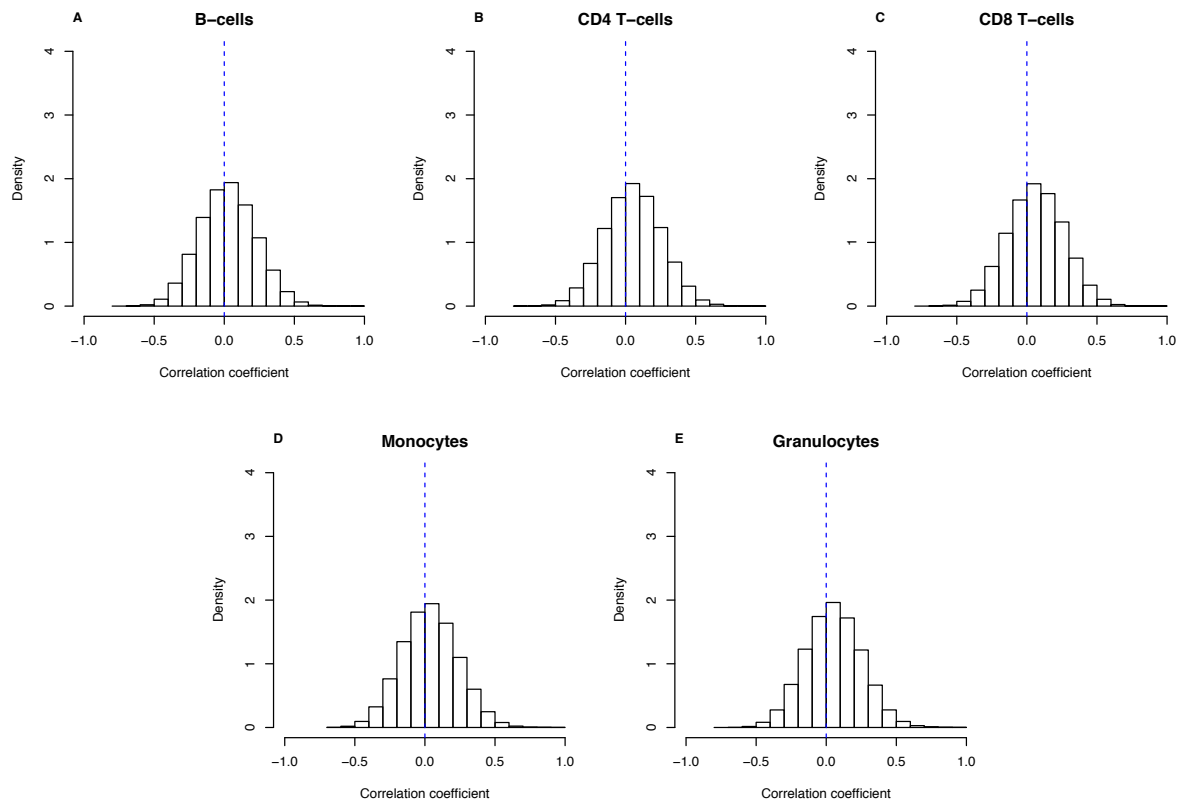 A
B−cells
4
3
2
1
0
Density
−1.0 −0.5 0.0 0.5 1.0
Correlation coefficient
B
CD4 T−cells
4
3
2
1
0
Density
−1.0 −0.5 0.0 0.5 1.0
Correlation coefficient
C
CD8 T−cells
4
3
2
1
0
Density
−1.0 −0.5 0.0 0.5 1.0
Correlation coefficient
D
Monocytes
4
3
2
1
0
Density
−1.0 −0.5 0.0 0.5 1.0
Correlation coefficient
E
Granulocytes
4
3
2
1
0
Density
−1.0 −0.5 0.0 0.5 1.0
Correlation coefficient